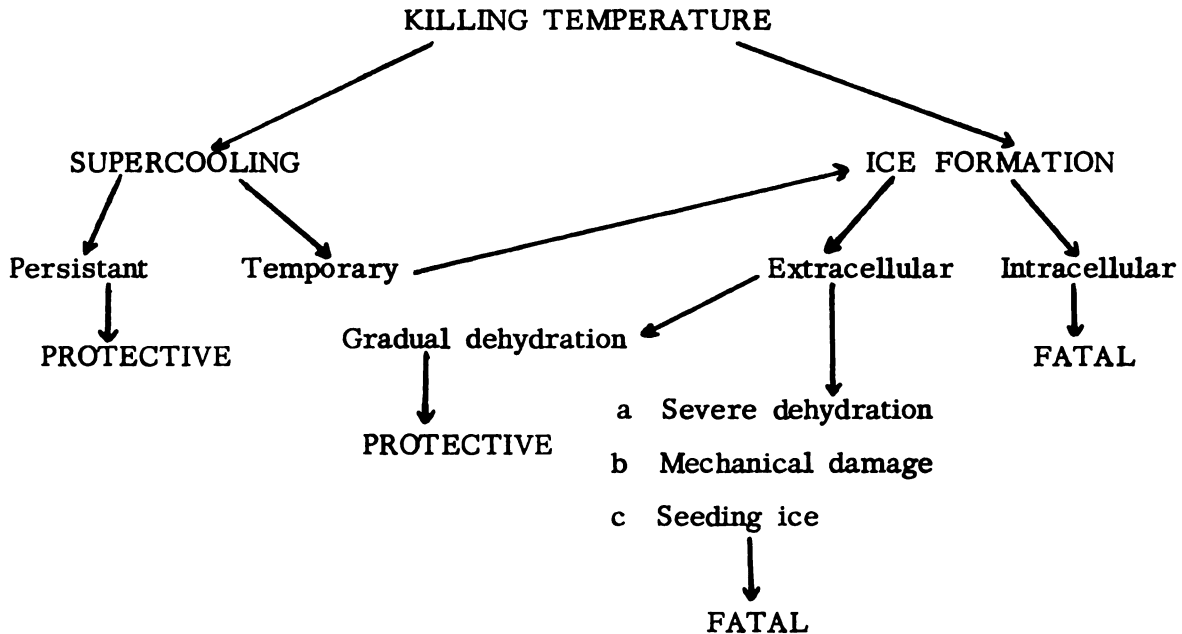 KILLING TEMPERATURE
SUPERCOOLING
ICE FORMATION
Persistant
Temporary
Extracellular
Intracellular
Gradual dehydration
PROTECTIVE
FATAL
a Severe dehydration
PROTECTIVE
b Mechanical damage
c Seeding ice
FATAL